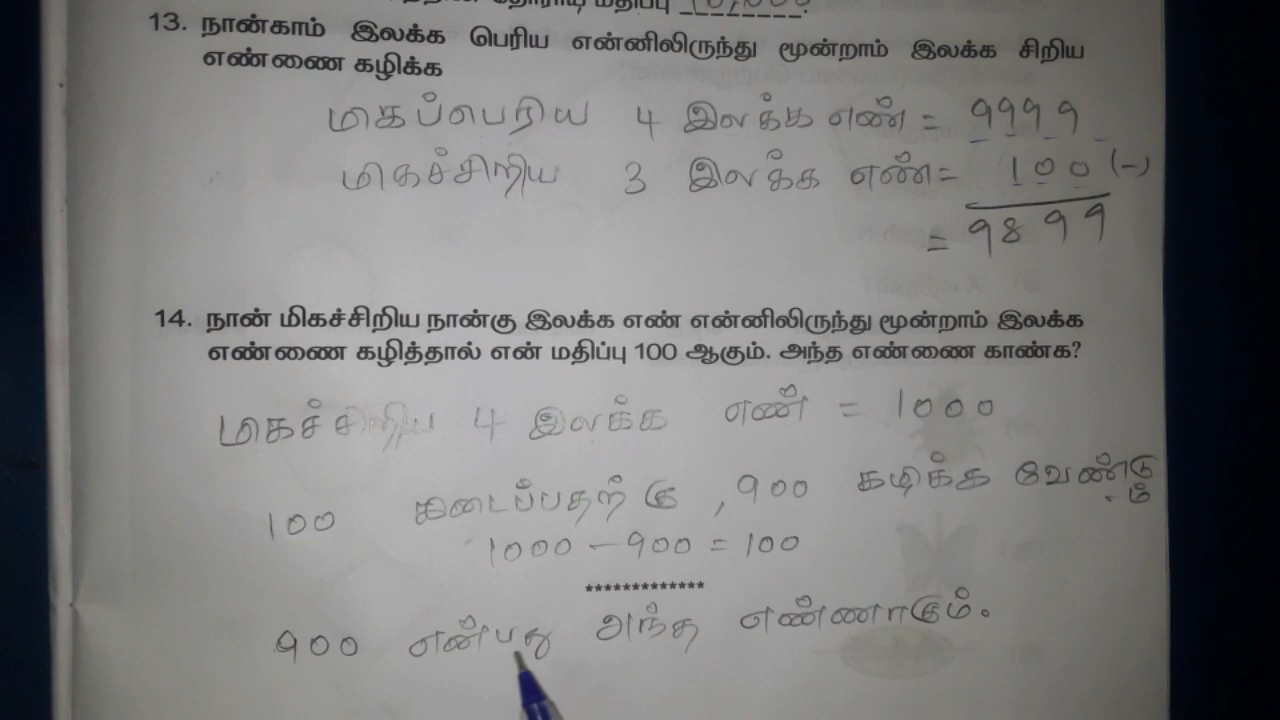 மதிப்பு
13. நான்காம் இலக்க பெரிய என்னிலிருந்து மூன்றாம் இலக்க சிறிய
எண்ணை கழிக்க
மிகப்பெரிய 4 இலக்க எண் = 9999
மிகச்சிறிய 3 இலக்க எண் = 100 (-)
= 9899
14. நான் மிகச்சிறிய நான்கு இலக்க எண் என்னிலிருந்து மூன்றாம் இலக்க
எண்ணை கழித்தால் என் மதிப்பு 100 ஆகும். அந்த எண்ணை காண்க?
மிகச்சிறிய 4 இலக்க எண் = 1000
100 கிடைப்பதற்கு, 900 கழிக்க வேண்டு
-ம்
1000 - 900 = 100
*************
900 என்பது அந்த எண்ணாகும்.